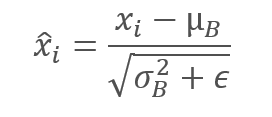 x̂ᵢ = (xᵢ − μ_B) / √(σ_B² + ϵ)